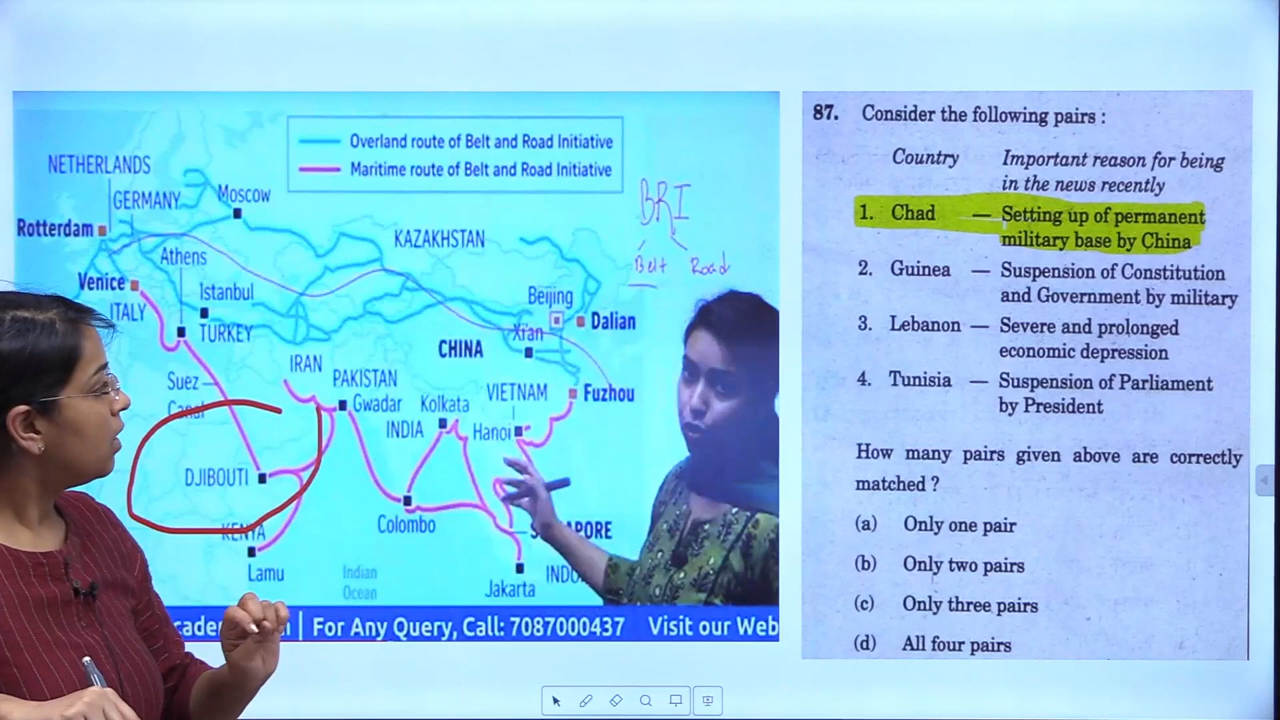 Overland route of Belt and Road Initiative
Maritime route of Belt and Road Initiative
NETHERLANDS
GERMANY
Moscow
Rotterdam
KAZAKHSTAN
Athens
Venice
Istanbul
ITALY
TURKEY
Beijing
Dalian
Xi'an
CHINA
IRAN
PAKISTAN
Suez
Canal
Gwadar
Kolkata
VIETNAM
Fuzhou
INDIA
Hanoi
DJIBOUTI
Colombo
KENYA
Lamu
Indian
Ocean
Jakarta
BRI
Belt Road
For Any Query, Call: 7087000437 Visit our Web
87. Consider the following pairs :
Country Important reason for being
in the news recently
1. Chad — Setting up of permanent
military base by China
2. Guinea — Suspension of Constitution
and Government by military
3. Lebanon — Severe and prolonged
economic depression
4. Tunisia — Suspension of Parliament
by President
How many pairs given above are correctly
matched ?
(a) Only one pair
(b) Only two pairs
(c) Only three pairs
(d) All four pairs